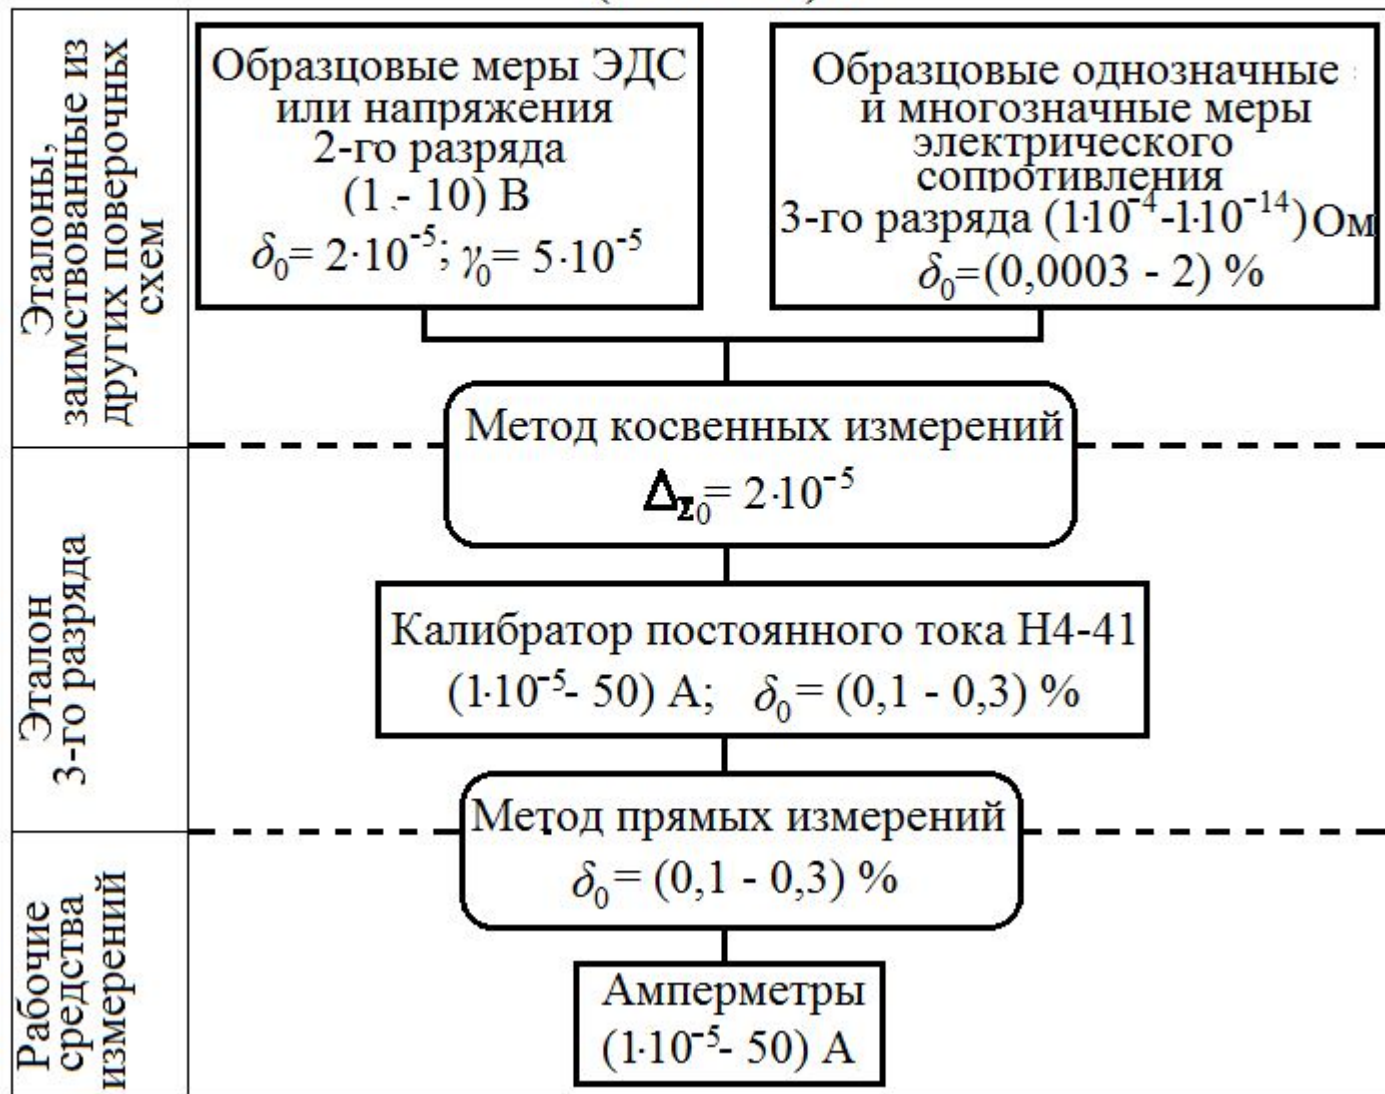 Эталоны,
заимствованные из
других поверочных
схем
Образцовые меры ЭДС
или напряжения
2-го разряда
(1 - 10) В
δ₀= 2·10⁻⁵; γ₀= 5·10⁻⁵
Образцовые однозначные
и многозначные меры
электрического
сопротивления
3-го разряда (1·10⁻⁴-1·10⁻¹⁴) Ом
δ₀=(0,0003 - 2) %
Метод косвенных измерений
Δ_Σ₀= 2·10⁻⁵
Эталон
3-го разряда
Калибратор постоянного тока Н4-41
(1·10⁻⁵- 50) А; δ₀= (0,1 - 0,3) %
Метод прямых измерений
δ₀= (0,1 - 0,3) %
Рабочие
средства
измерений
Амперметры
(1·10⁻⁵- 50) А